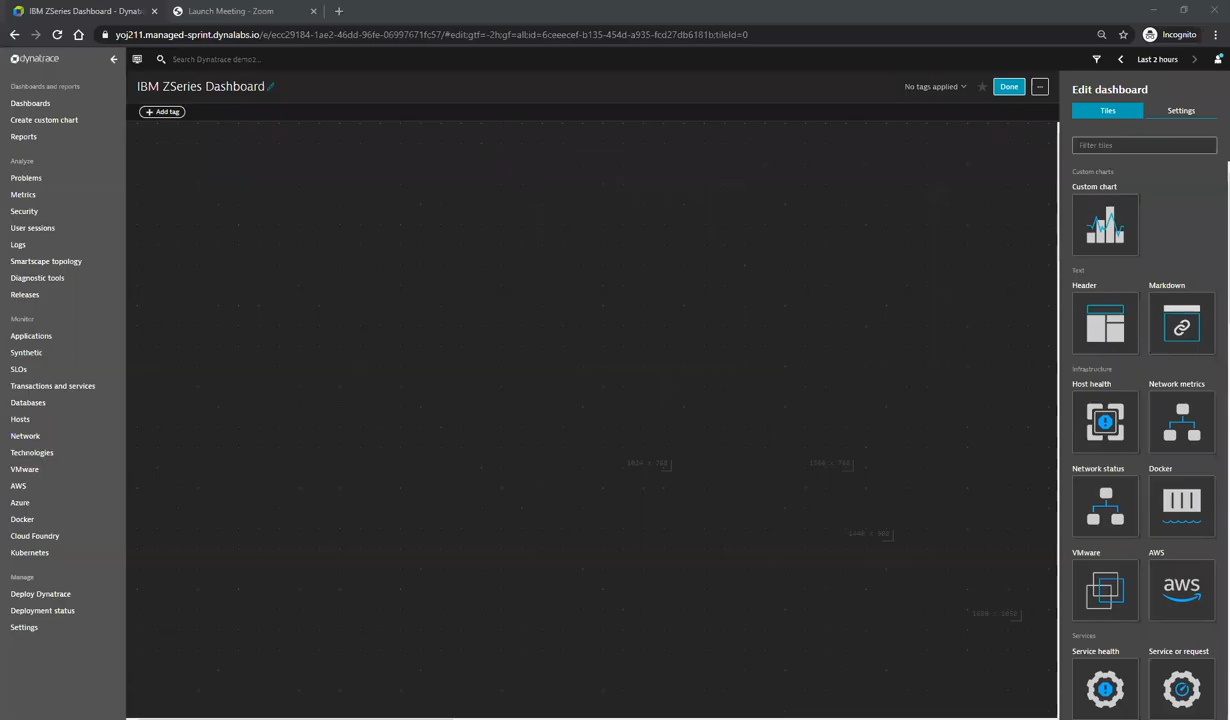 IBM ZSeries Dashboard - Dynatr
Launch Meeting - Zoom
yoj211.managed-sprint.dynalabs.io/e/ecc29184-1ae2-46dd-96fe-06997671fc57/#edit;gtf=-2h;gf=all;id=6ceeecef-b135-454d-a935-fcd27db6181b;tileId=0
Incognito
dynatrace
Search Dynatrace demo2...
Last 2 hours
IBM ZSeries Dashboard
No tags applied
Done
...
Add tag
Dashboards and reports
Dashboards
Create custom chart
Reports
Analyze
Problems
Metrics
Security
User sessions
Logs
Smartscape topology
Diagnostic tools
Releases
Monitor
Applications
Synthetic
SLOs
Transactions and services
Databases
Hosts
Network
Technologies
VMware
AWS
Azure
Docker
Cloud Foundry
Kubernetes
Manage
Deploy Dynatrace
Deployment status
Settings
1024 x 768
1440 x 900
Edit dashboard
Tiles
Settings
Filter tiles
Custom charts
Custom chart
Text
Header
Markdown
Infrastructure
Host health
Network metrics
Network status
Docker
VMware
AWS
aws
Services
Service health
Service or request